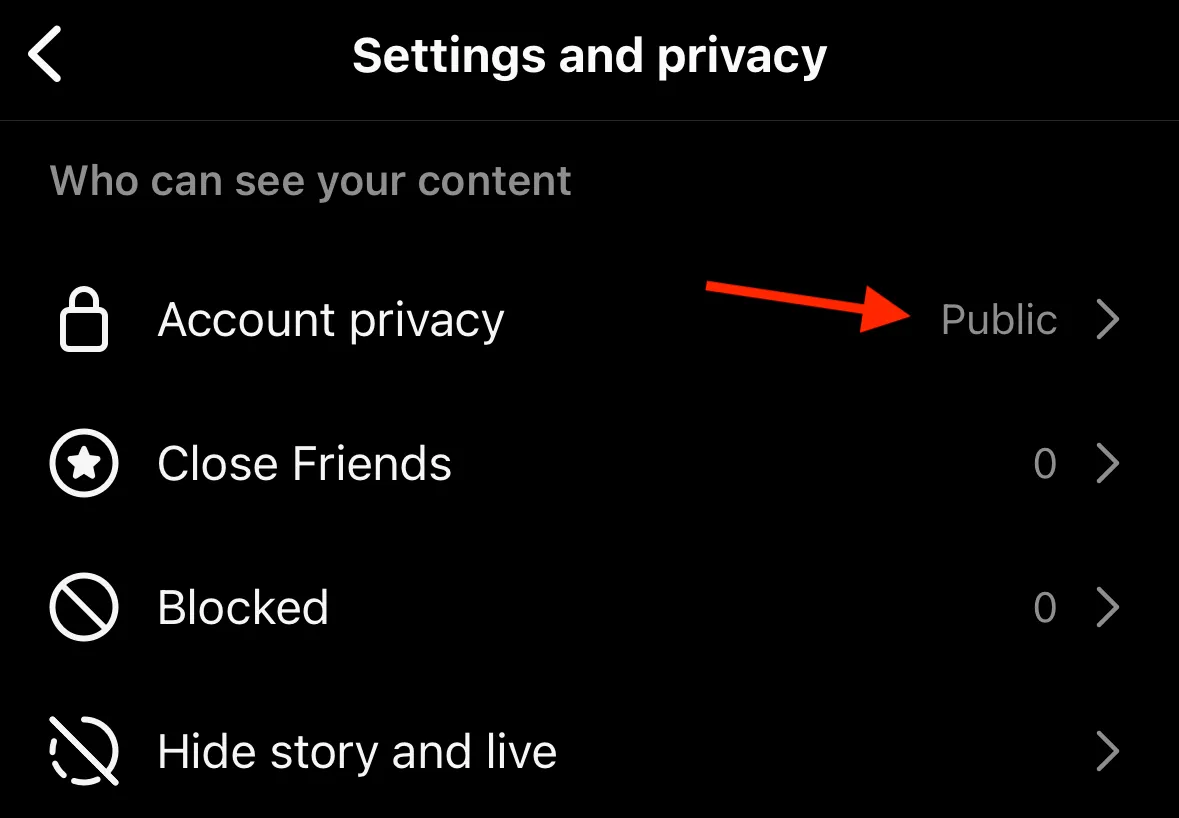 Settings and privacy
Who can see your content
Account privacy Public
Close Friends 0
Blocked 0
Hide story and live